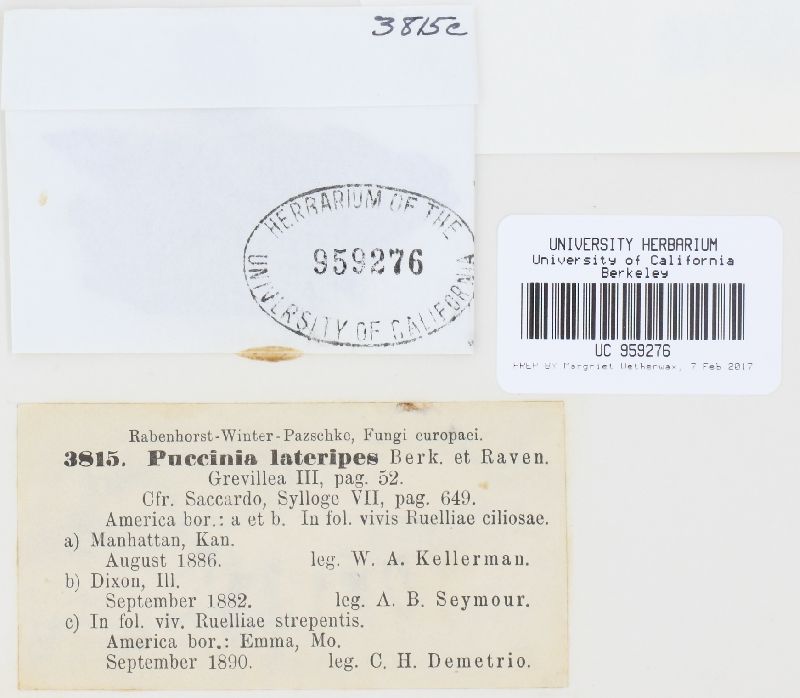 3815c
HERBARIUM OF THE
959276
UNIVERSITY OF CALIFORNIA
UNIVERSITY HERBARIUM
University of California
Berkeley
UC 959276
PREP BY Margriet Wetherwax, 7 Feb 2017
Rabenhorst-Winter-Pazschke, Fungi europaei.
3815. Puccinia lateripes Berk. et Raven.
Grevillea III, pag. 52.
Cfr. Saccardo, Sylloge VII, pag. 649.
America bor.: a et b. In fol. vivis Ruelliae ciliosae.
a) Manhattan, Kan.
August 1886. leg. W. A. Kellerman.
b) Dixon, Ill.
September 1882. leg. A. B. Seymour.
c) In fol. viv. Ruelliae strepentis.
America bor.: Emma, Mo.
September 1890. leg. C. H. Demetrio.